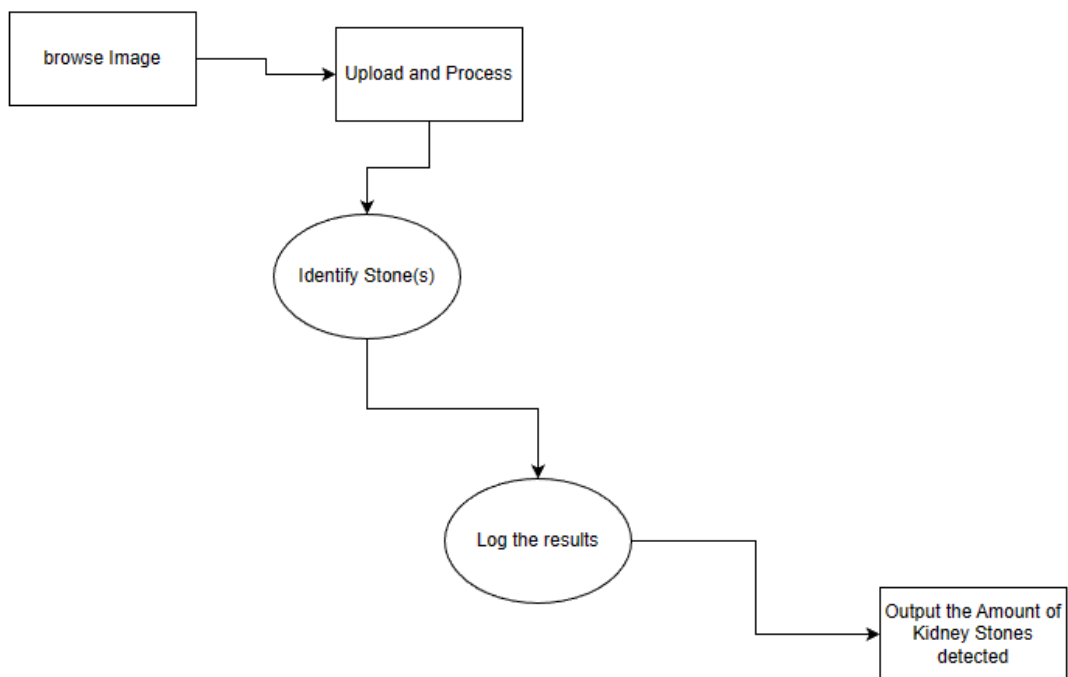 browse Image
Upload and Process
Identify Stone(s)
Log the results
Output the Amount of
Kidney Stones
detected